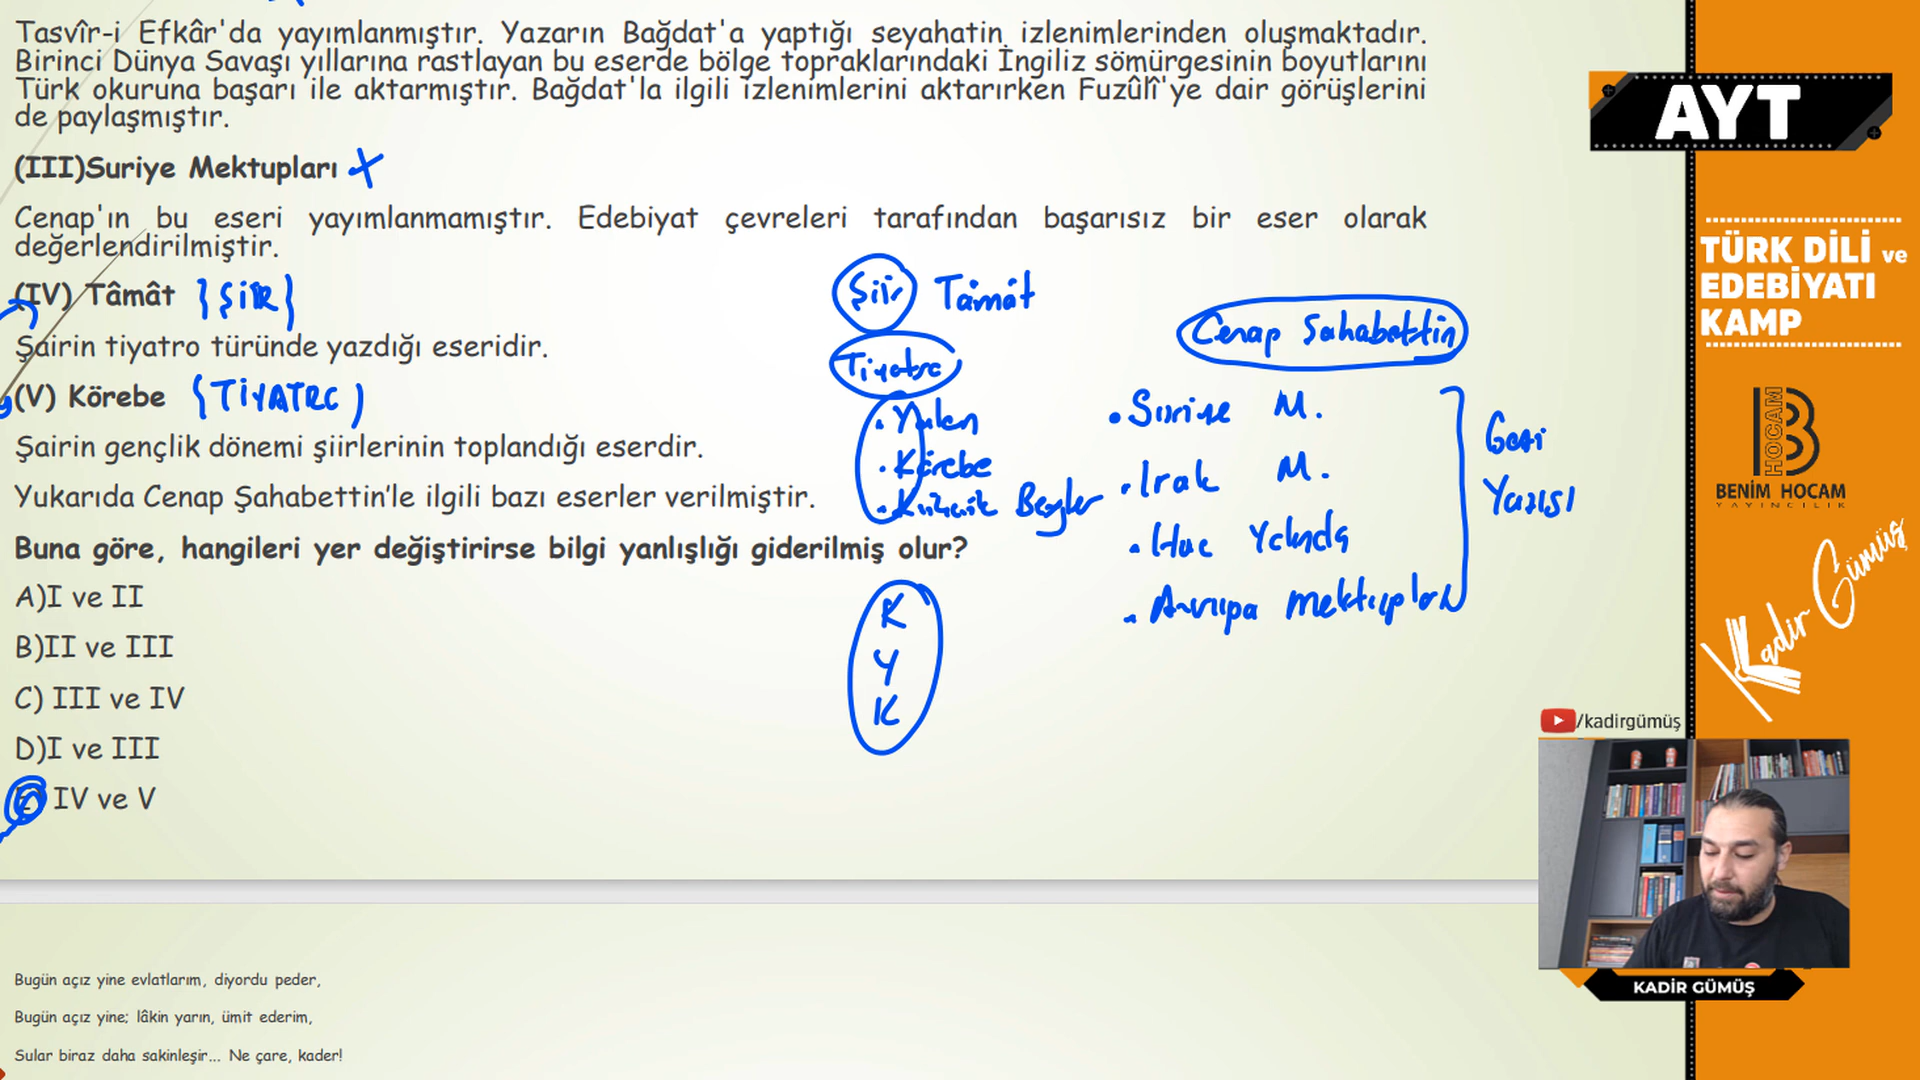 Tasvîr-i Efkâr'da yayımlanmıştır. Yazarın Bağdat'a yaptığı seyahatin izlenimlerinden oluşmaktadır.
Birinci Dünya Savaşı yıllarına rastlayan bu eserde bölge topraklarındaki İngiliz sömürgesinin boyutlarını
Türk okuruna başarı ile aktarmıştır. Bağdat'la ilgili izlenimlerini aktarırken Fuzûlî'ye dair görüşlerini
de paylaşmıştır.
(III)Suriye Mektupları
Cenap'ın bu eseri yayımlanmamıştır. Edebiyat çevreleri tarafından başarısız bir eser olarak
değerlendirilmiştir.
(IV) Tâmât {ŞİİR}
Şairin tiyatro türünde yazdığı eseridir.
(V) Körebe (TİYATRO)
Şairin gençlik dönemi şiirlerinin toplandığı eserdir.
Yukarıda Cenap Şahabettin’le ilgili bazı eserler verilmiştir.
Buna göre, hangileri yer değiştirirse bilgi yanlışlığı giderilmiş olur?
A)I ve II
B)II ve III
C) III ve IV
D)I ve III
E) IV ve V
Şiir Tâmât
Tiyatro
. Yalan
. Körebe
. Küçük Beyler
K
Y
K
Cenap Şahabettin
. Suriye M.
. Irak M.
. Hac Yolunda
. Avrupa Mektupları
Gezi
Yazısı
Bugün açız yine evlatlarım, diyordu peder,
Bugün açız yine; lâkin yarın, ümit ederim,
Sular biraz daha sakinleşir... Ne çare, kader!
AYT
TÜRK DİLİ ve
EDEBİYATI
KAMP
HOCAM
BENİM HOCAM
YAYINCILIK
Kadir Gümüş
/kadirgümüş
KADİR GÜMÜŞ